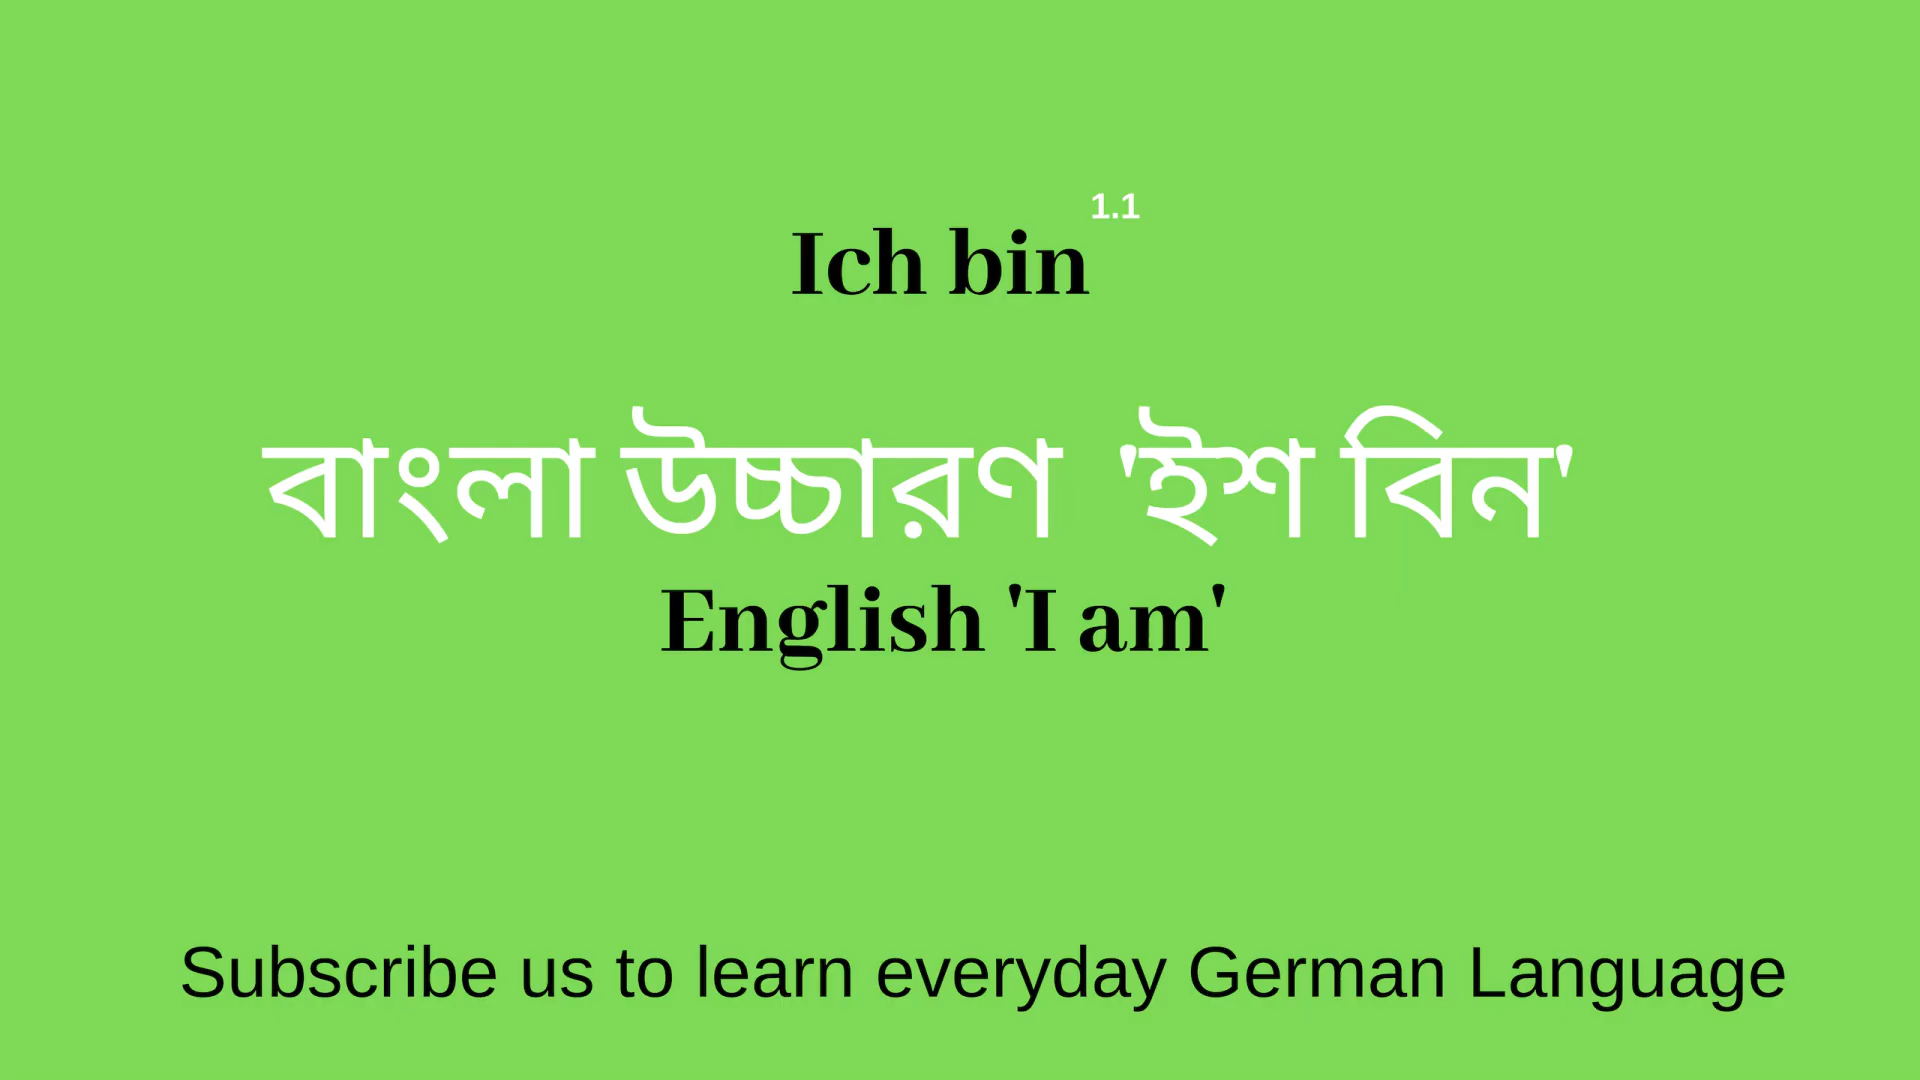 Ich bin 1.1
বাংলা উচ্চারণ 'ইশ বিন'
English 'I am'
Subscribe us to learn everyday German Language